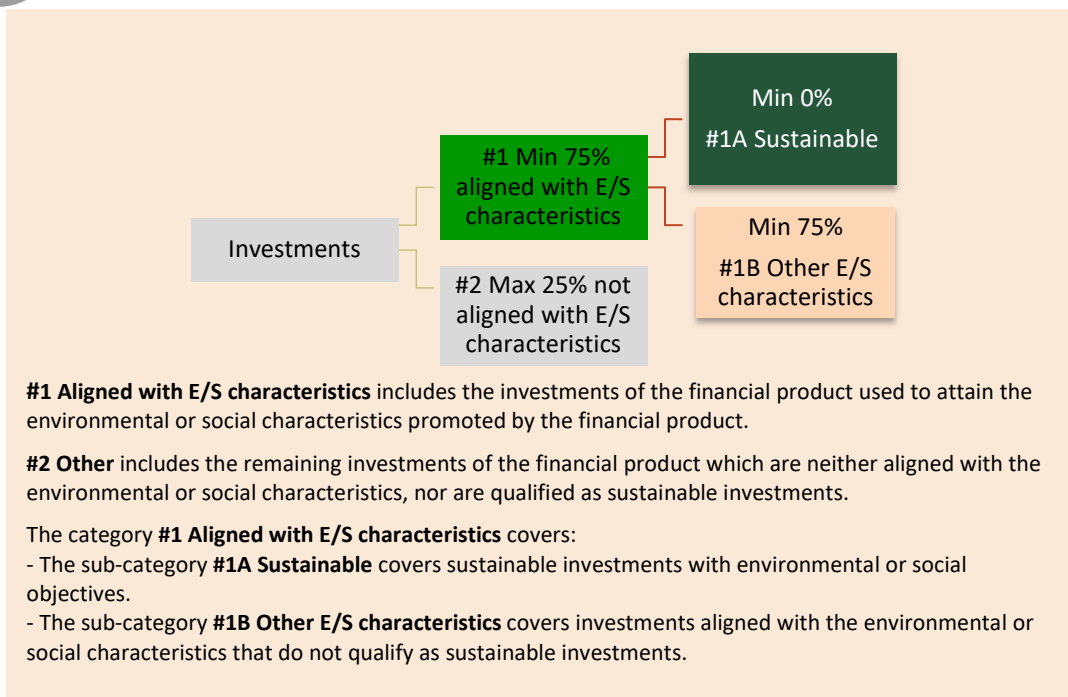 Min 0%
#1A Sustainable
#1 Min 75%
aligned with E/S
characteristics
Min 75%
#1B Other E/S
characteristics
Investments
#2 Max 25% not
aligned with E/S
characteristics
#1 Aligned with E/S characteristics includes the investments of the financial product used to attain the
environmental or social characteristics promoted by the financial product.
#2 Other includes the remaining investments of the financial product which are neither aligned with the
environmental or social characteristics, nor are qualified as sustainable investments.
The category #1 Aligned with E/S characteristics covers:
- The sub-category #1A Sustainable covers sustainable investments with environmental or social
objectives.
- The sub-category #1B Other E/S characteristics covers investments aligned with the environmental or
social characteristics that do not qualify as sustainable investments.